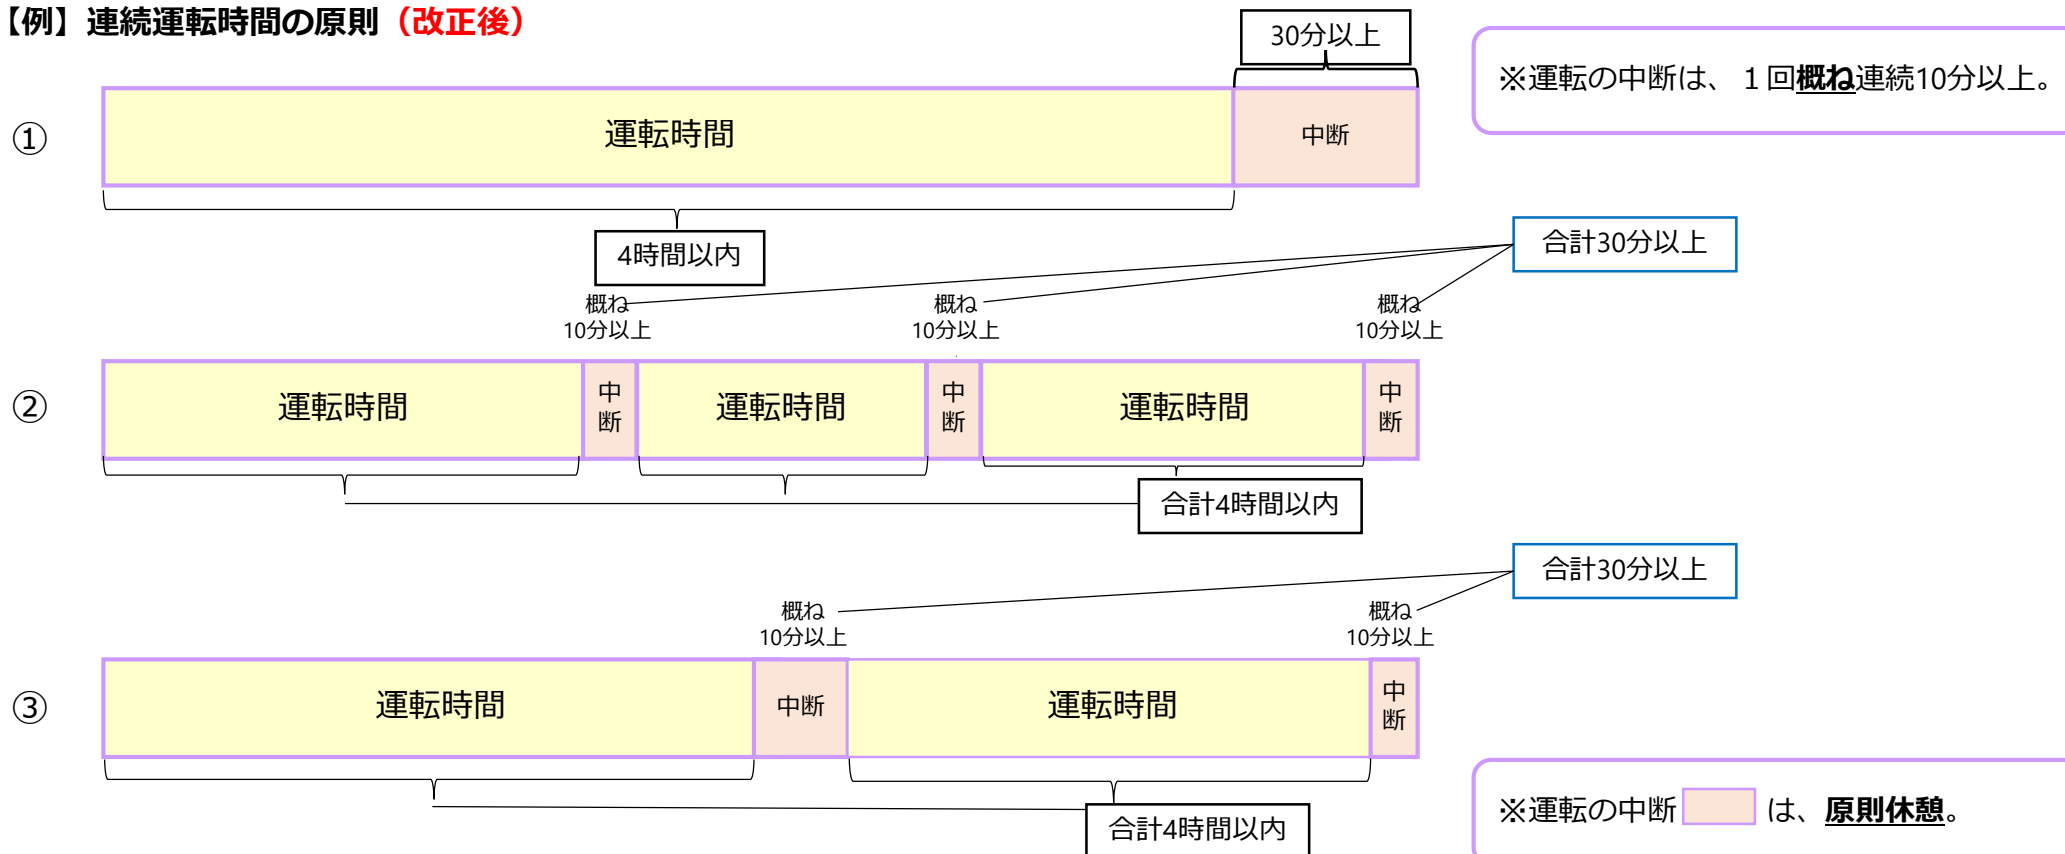 【例】連続運転時間の原則（改正後）
30分以上
※運転の中断は、１回概ね連続10分以上。
①
運転時間
中断
4時間以内
合計30分以上
概ね
10分以上
概ね
10分以上
概ね
10分以上
②
運転時間
中
断
運転時間
中
断
運転時間
中
断
合計4時間以内
合計30分以上
概ね
10分以上
概ね
10分以上
③
運転時間
中断
運転時間
中
断
合計4時間以内
※運転の中断 は、原則休憩。